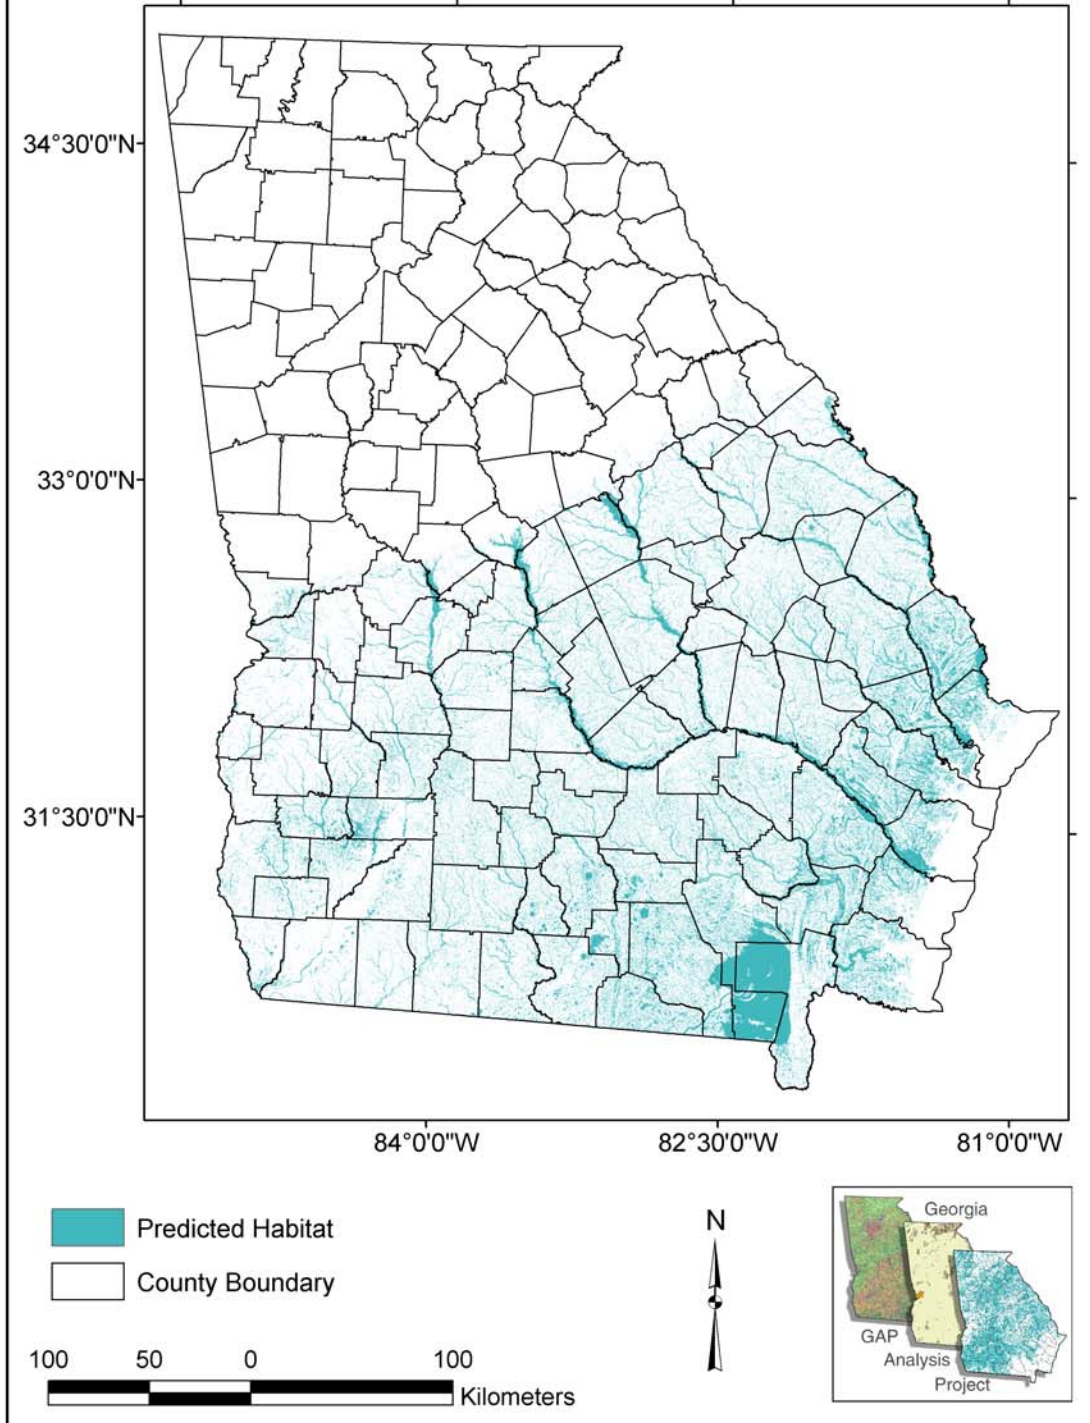 34°30'0"N
33°0'0"N
31°30'0"N
84°0'0"W 82°30'0"W 81°0'0"W
Predicted Habitat
County Boundary
N
100 50 0 100
Kilometers
Georgia
GAP
Analysis
Project